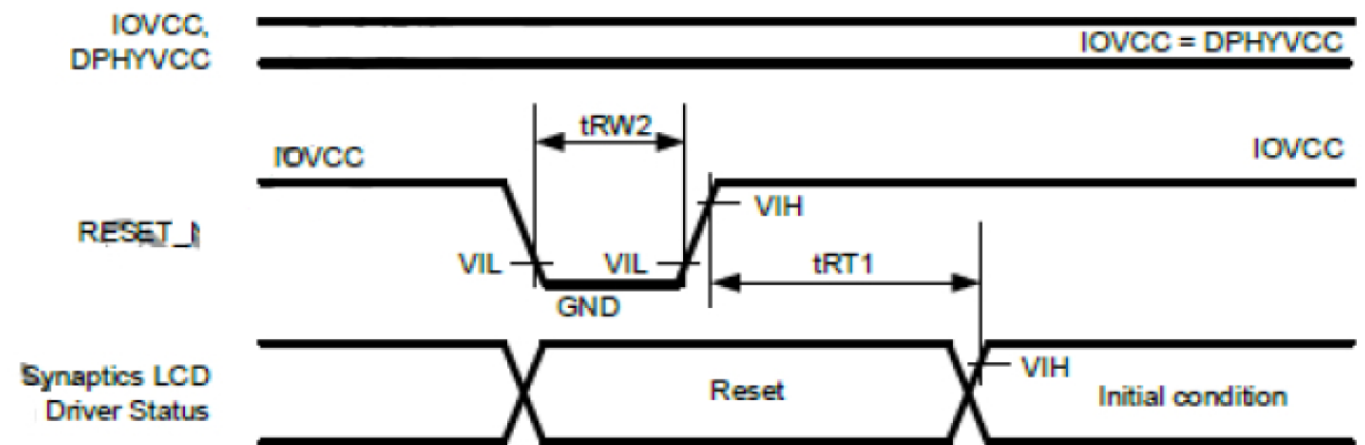 IOVCC,
DPHYVCC
IOVCC = DPHYVCC
tRW2
IOVCC
IOVCC
VIH
RESET_
VIL
VIL
tRT1
GND
Synaptics LCD
Driver Status
Reset
VIH
Initial condition